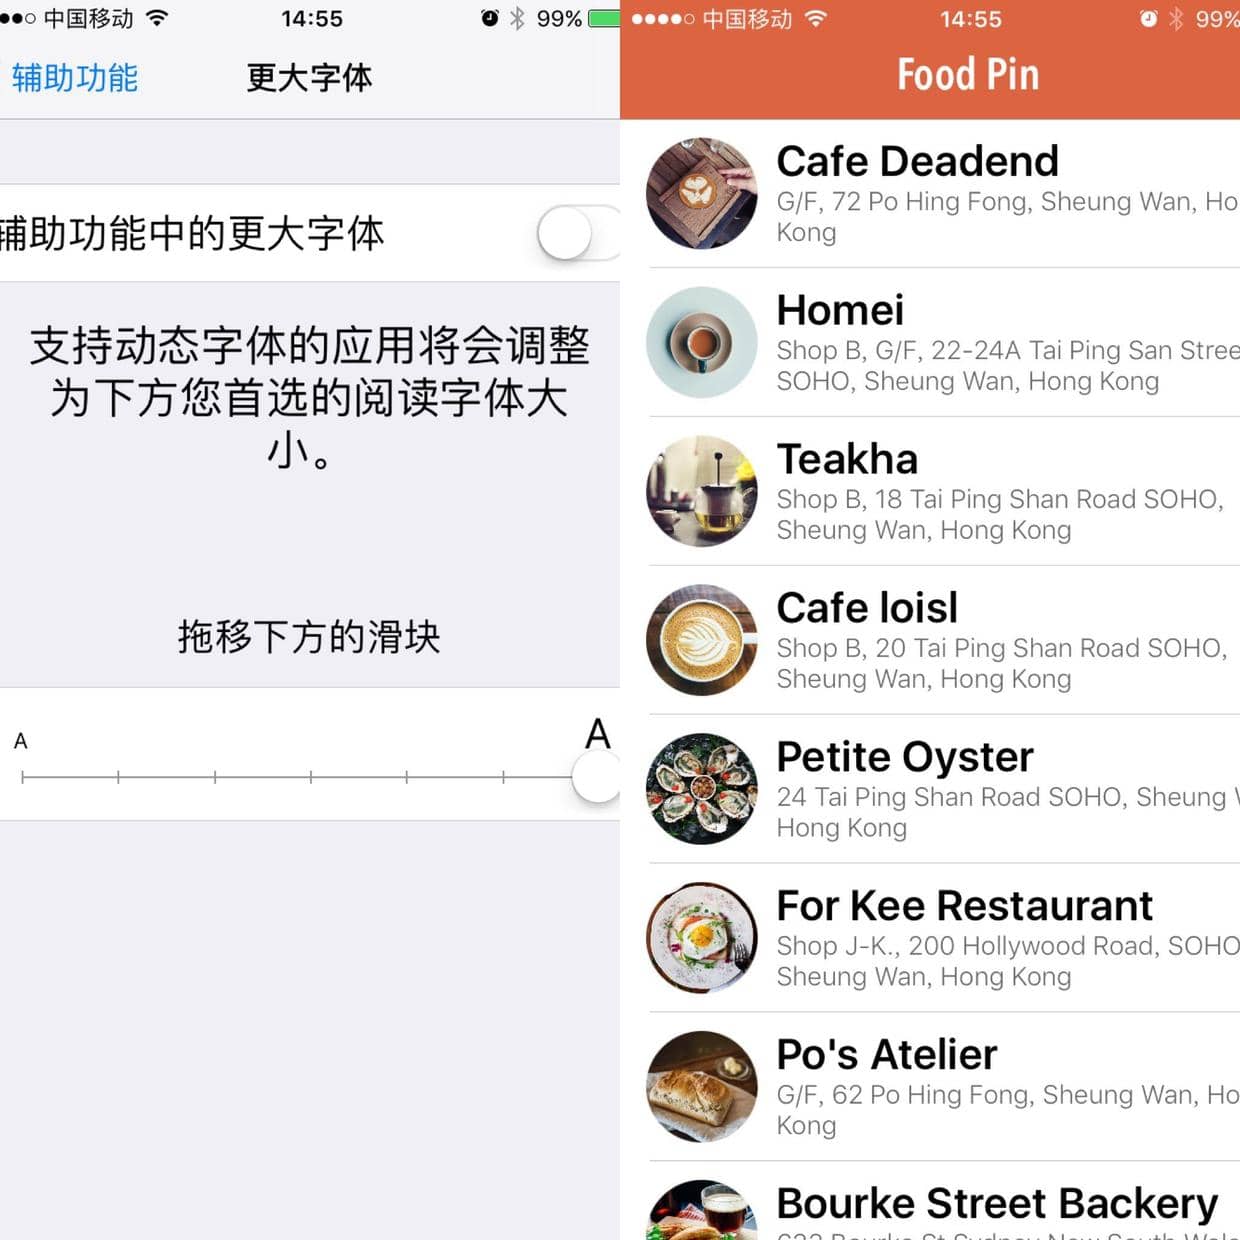 中国移动 14:55 99%
辅助功能 更大字体
辅助功能中的更大字体
支持动态字体的应用将会调整
为下方您首选的阅读字体大
小。
拖移下方的滑块
A A
中国移动 14:55 99%
Food Pin
Cafe Deadend
G/F, 72 Po Hing Fong, Sheung Wan, Ho
Kong
Homei
Shop B, G/F, 22-24A Tai Ping San Stree
SOHO, Sheung Wan, Hong Kong
Teakha
Shop B, 18 Tai Ping Shan Road SOHO,
Sheung Wan, Hong Kong
Cafe loisl
Shop B, 20 Tai Ping Shan Road SOHO,
Sheung Wan, Hong Kong
Petite Oyster
24 Tai Ping Shan Road SOHO, Sheung
Hong Kong
For Kee Restaurant
Shop J-K., 200 Hollywood Road, SOHO
Sheung Wan, Hong Kong
Po's Atelier
G/F, 62 Po Hing Fong, Sheung Wan, Ho
Kong
Bourke Street Backery